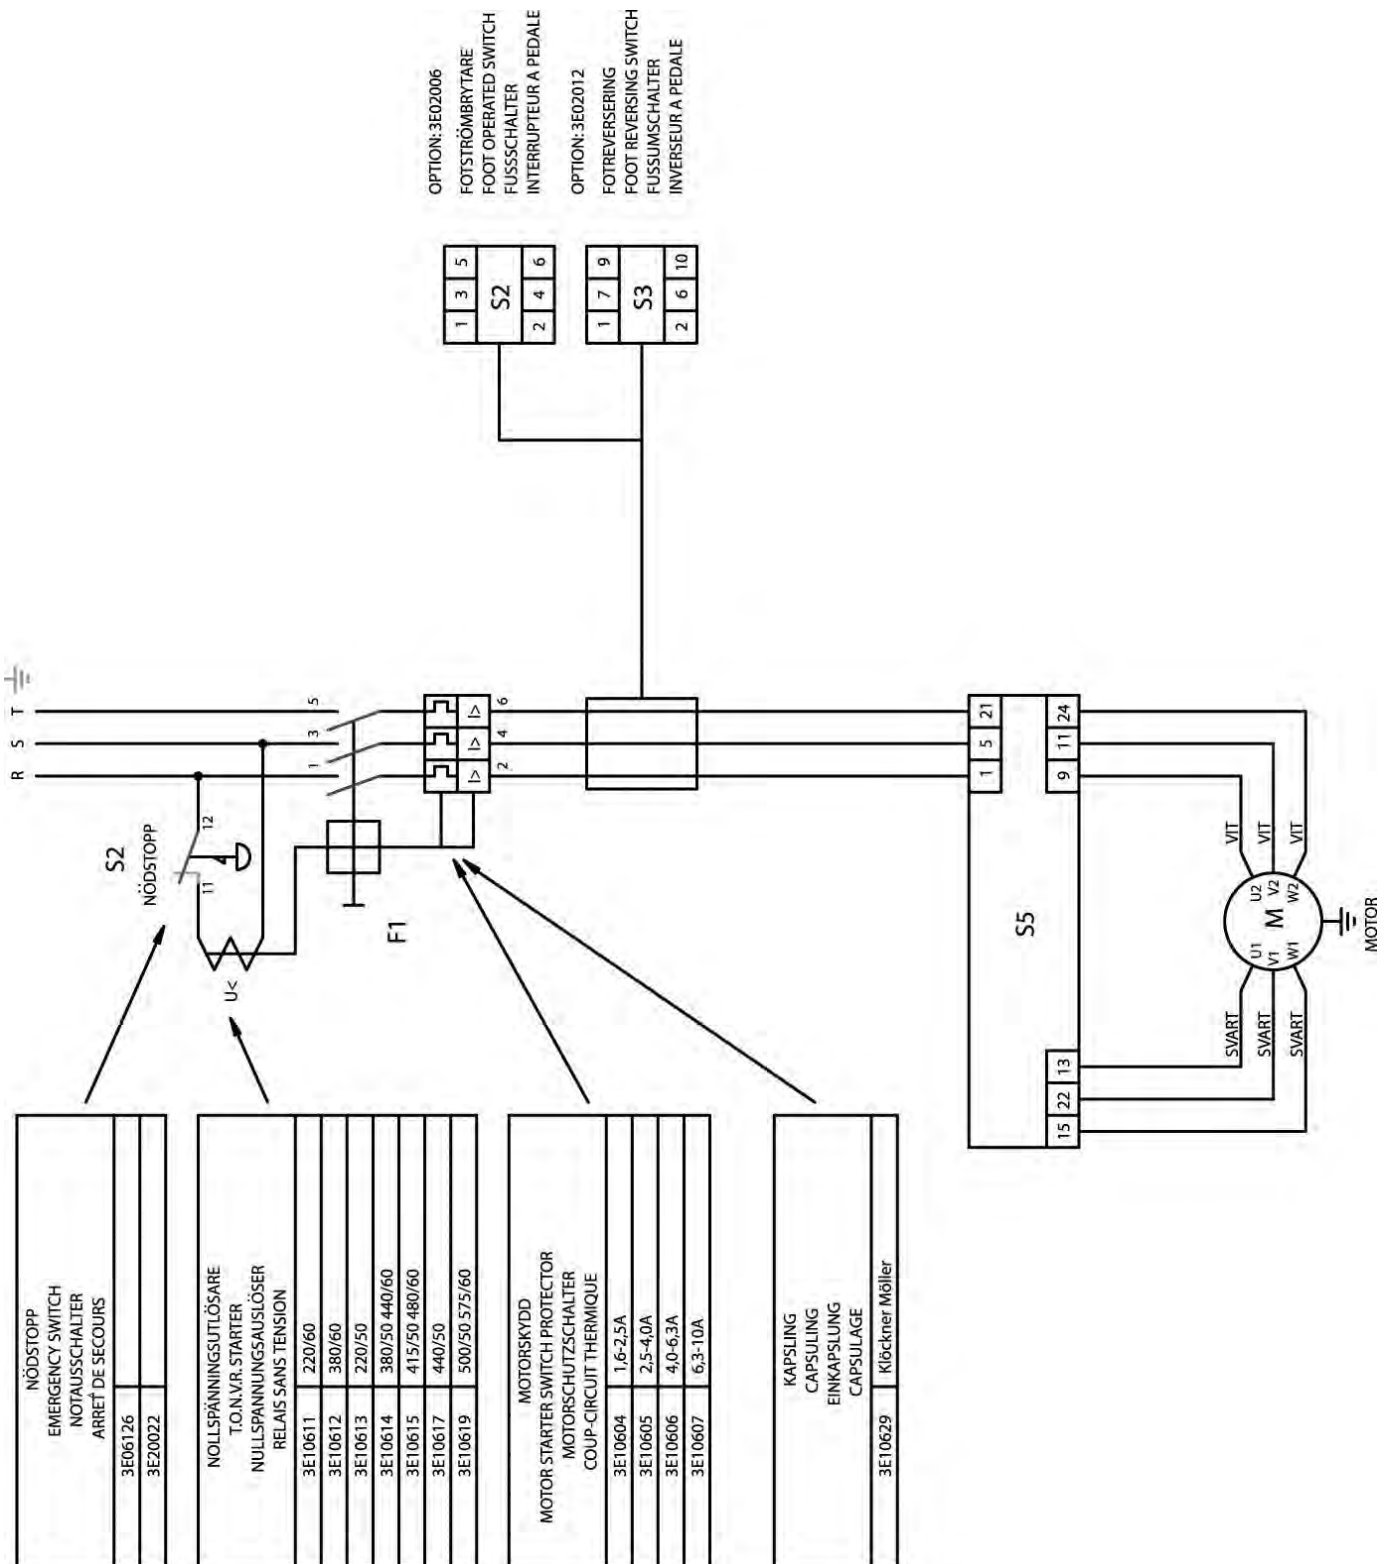 NÖDSTOPP
EMERGENCY SWITCH
NOTAUSSCHALTER
ARRÊT DE SECOURS
3E06126
3E20022
NOLLSPÄNNINGSUTLÖSARE
T.O.N.V.R. STARTER
NULLSPANNUNGSAUSLÖSER
RELAIS SANS TENSION
3E10611 220/60
3E10612 380/60
3E10613 220/50
3E10614 380/50 440/60
3E10615 415/50 480/60
3E10617 440/50
3E10619 500/50 575/60
MOTORSKYDD
MOTOR STARTER SWITCH PROTECTOR
MOTORSCHUTZSCHALTER
COUP-CIRCUIT THERMIQUE
3E10604 1,6-2,5A
3E10605 2,5-4,0A
3E10606 4,0-6,3A
3E10607 6,3-10A
KAPSLING
CAPSULING
EINKAPSLUNG
CAPSULAGE
3E10629 Klöckner Möller
R S T
S2
NÖDSTOPP
11 12
U<
F1
1 3 5
I> I> I>
2 4 6
S5
1 5 21
15 22 13 9 11 24
SVART VIT
SVART VIT
SVART VIT
U1 U2
V1 M V2
W1 W2
MOTOR
1 3 5
S2
2 4 6
OPTION: 3E02006
FOTSTRÖMBRYTARE
FOOT OPERATED SWITCH
FUSSSCHALTER
INTERRUPTEUR A PEDALE
1 7 9
S3
2 6 10
OPTION: 3E02012
FOTREVERSERING
FOOT REVERSING SWITCH
FUSSUMSCHALTER
INVERSEUR A PEDALE